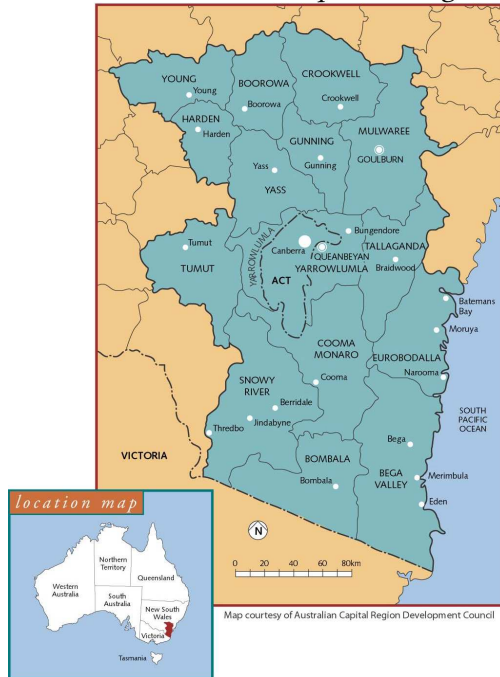 YOUNG
Young
BOOROWA
Boorowa
CROOKWELL
Crookwell
HARDEN
Harden
MULWAREE
GOULBURN
GUNNING
Gunning
Yass
YASS
Tumut
TUMUT
YARROWLUMLA
Canberra
ACT
QUEANBEYAN
YARROWLUMLA
Bungendore
TALLAGANDA
Braidwood
Batemans
Bay
Moruya
EUROBODALLA
Narooma
COOMA
MONARO
Cooma
SNOWY
RIVER
Berridale
Jindabyne
Thredbo
SOUTH
PACIFIC
OCEAN
VICTORIA
BOMBALA
Bombala
Bega
BEGA
VALLEY
Merimbula
Eden
N
0 20 40 60 80km
Map courtesy of Australian Capital Region Development Council
location map
Northern
Territory
Queensland
Western
Australia
South
Australia
New South
Wales
Victoria
Tasmania